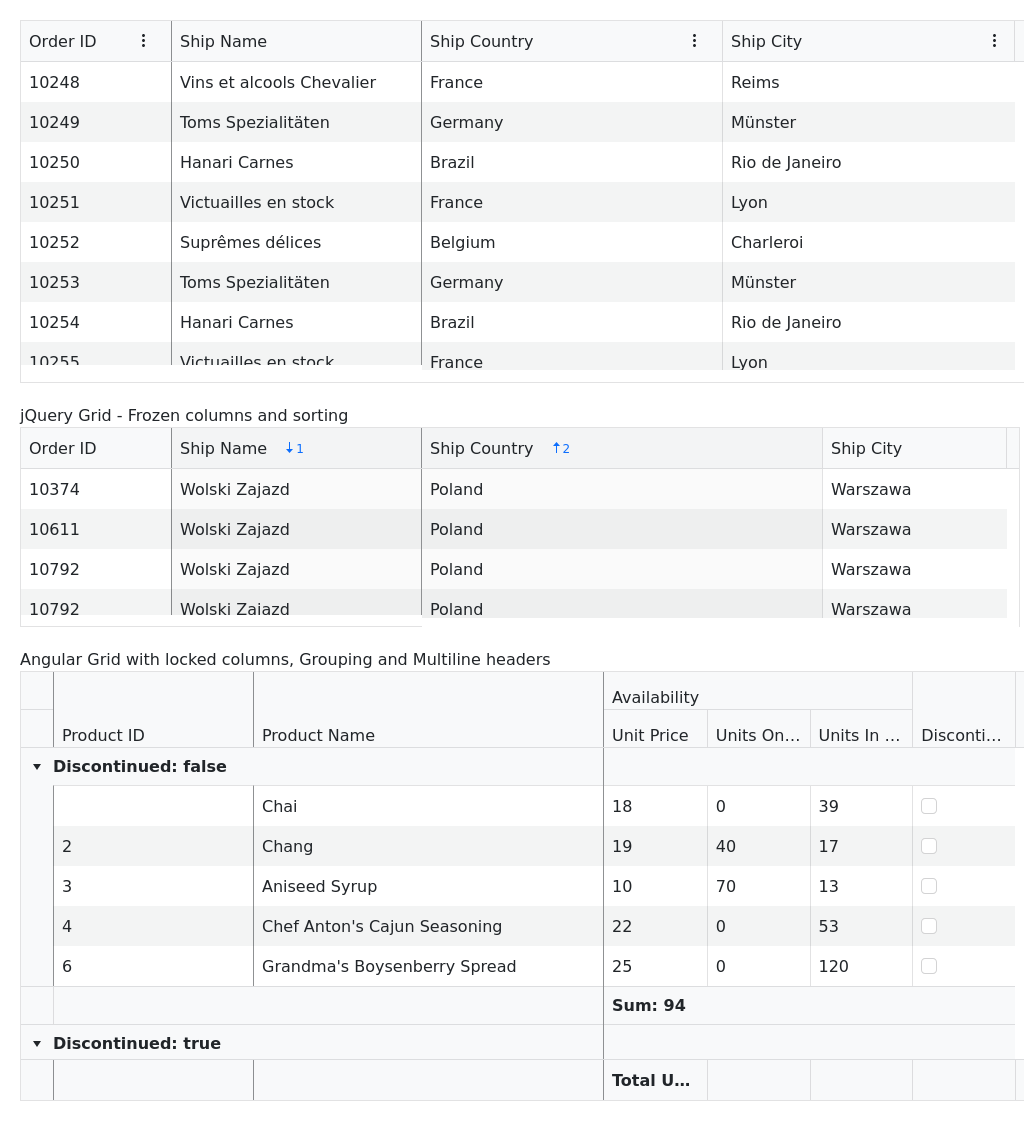 Order ID Ship Name Ship Country Ship City
10248 Vins et alcools Chevalier France Reims
10249 Toms Spezialitäten Germany Münster
10250 Hanari Carnes Brazil Rio de Janeiro
10251 Victuailles en stock France Lyon
10252 Suprêmes délices Belgium Charleroi
10253 Toms Spezialitäten Germany Münster
10254 Hanari Carnes Brazil Rio de Janeiro
10255 Victuailles en stock France Lyon
jQuery Grid - Frozen columns and sorting
Order ID Ship Name ↓1 Ship Country ↑2 Ship City
10374 Wolski Zajazd Poland Warszawa
10611 Wolski Zajazd Poland Warszawa
10792 Wolski Zajazd Poland Warszawa
10792 Wolski Zajazd Poland Warszawa
Angular Grid with locked columns, Grouping and Multiline headers
Availability
Product ID Product Name Unit Price Units On... Units In ... Disconti...
Discontinued: false
Chai 18 0 39
2 Chang 19 40 17
3 Aniseed Syrup 10 70 13
4 Chef Anton's Cajun Seasoning 22 0 53
6 Grandma's Boysenberry Spread 25 0 120
Sum: 94
Discontinued: true
Total U...